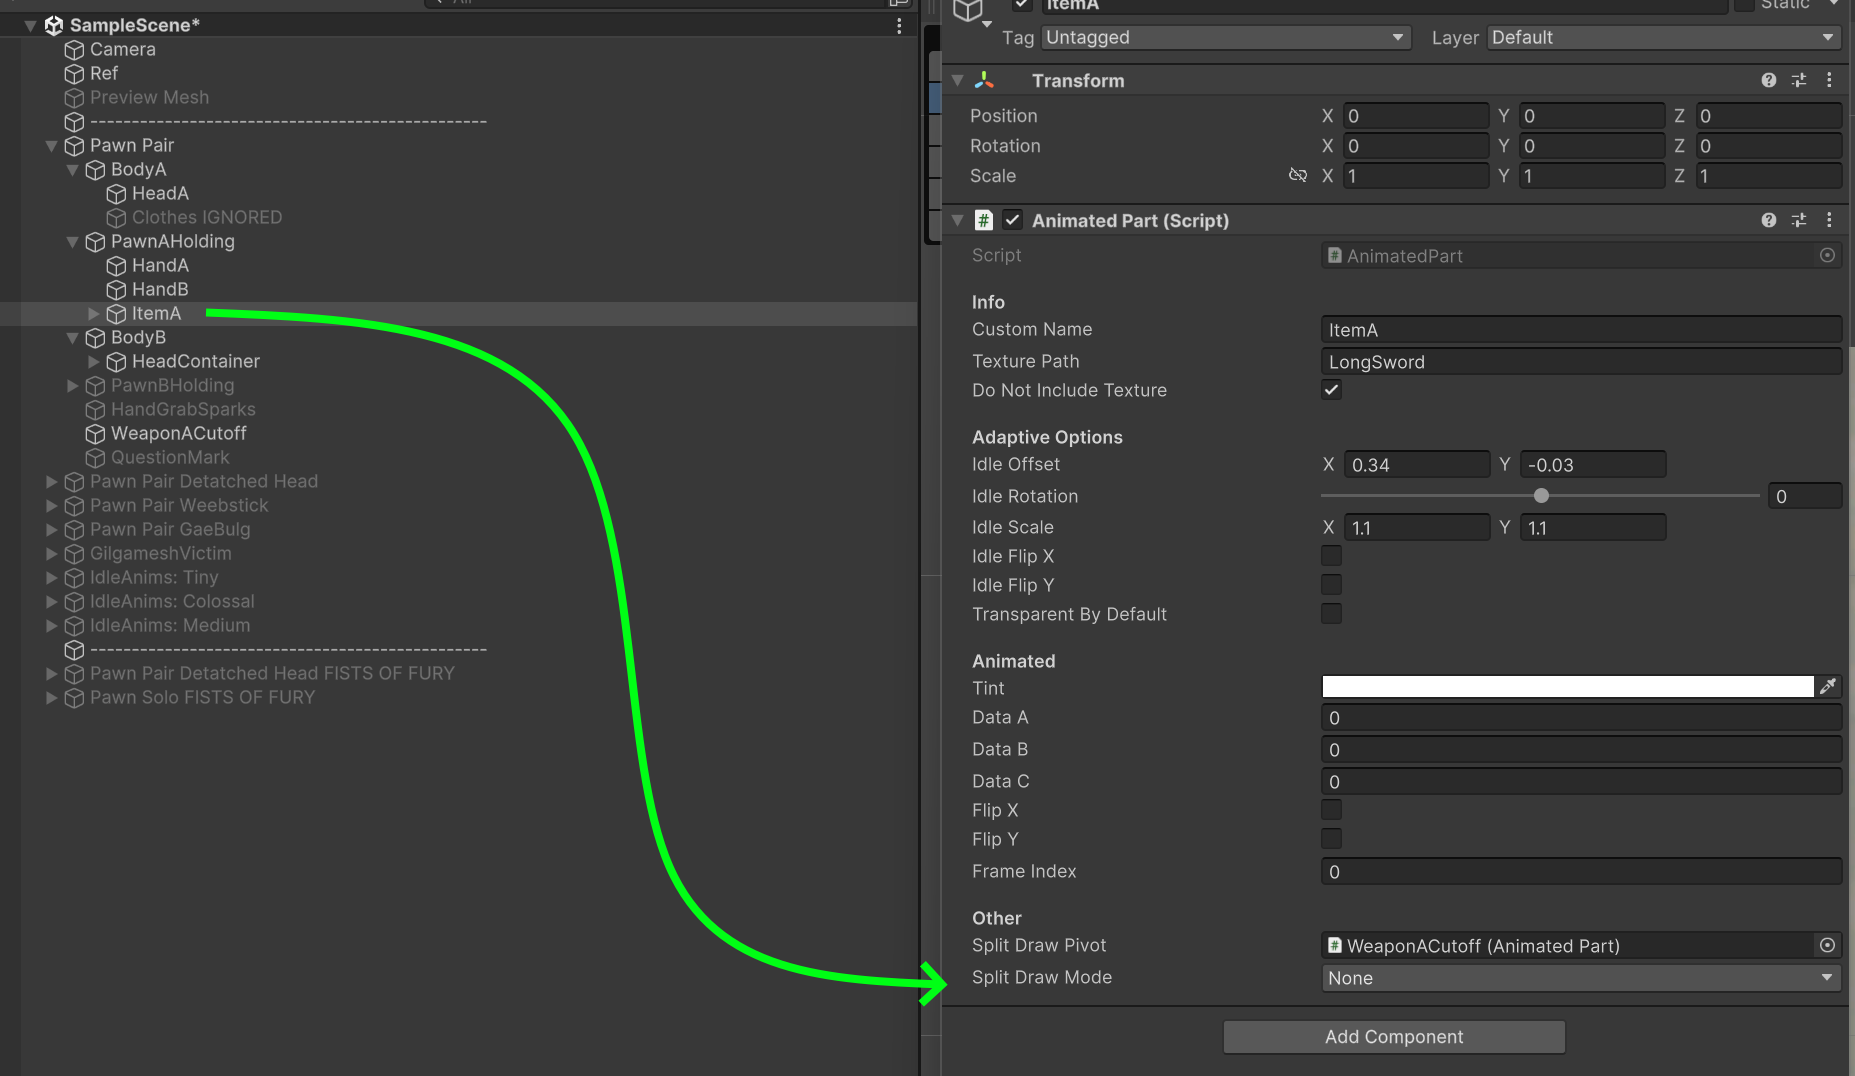 All
SampleScene*
Camera
Ref
Preview Mesh
------------------------------------------------
Pawn Pair
BodyA
HeadA
Clothes IGNORED
PawnAHolding
HandA
HandB
ItemA
BodyB
HeadContainer
PawnBHolding
HandGrabSparks
WeaponACutoff
QuestionMark
Pawn Pair Detatched Head
Pawn Pair Weebstick
Pawn Pair GaeBulg
GilgameshVictim
IdleAnims: Tiny
IdleAnims: Colossal
IdleAnims: Medium
------------------------------------------------
Pawn Pair Detatched Head FISTS OF FURY
Pawn Solo FISTS OF FURY
ItemA Static
Tag Untagged Layer Default
Transform
Position X 0 Y 0 Z 0
Rotation X 0 Y 0 Z 0
Scale X 1 Y 1 Z 1
# Animated Part (Script)
Script # AnimatedPart
Info
Custom Name ItemA
Texture Path LongSword
Do Not Include Texture
Adaptive Options
Idle Offset X 0.34 Y -0.03
Idle Rotation 0
Idle Scale X 1.1 Y 1.1
Idle Flip X
Idle Flip Y
Transparent By Default
Animated
Tint
Data A 0
Data B 0
Data C 0
Flip X
Flip Y
Frame Index 0
Other
Split Draw Pivot # WeaponACutoff (Animated Part)
Split Draw Mode None
Add Component